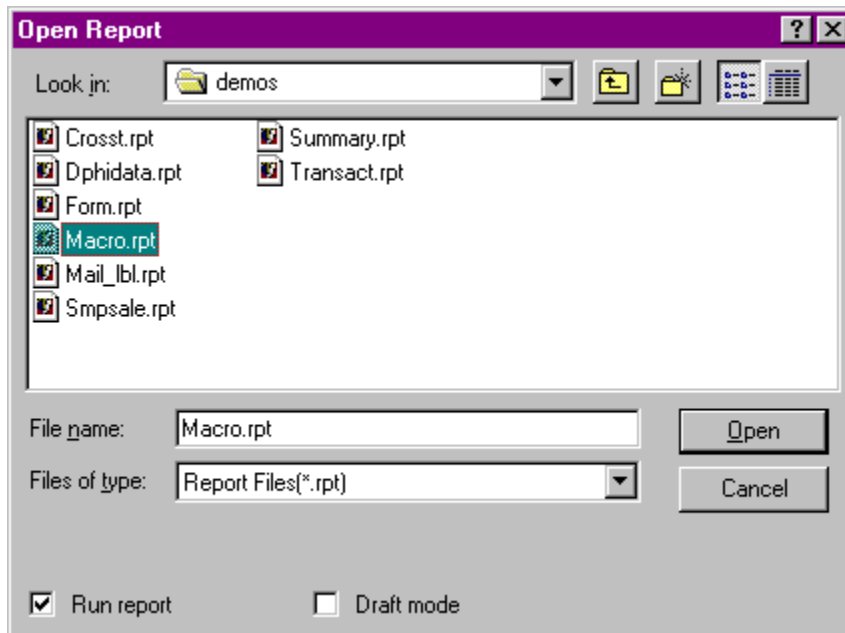 Open Report
Look in: demos
Crosst.rpt Summary.rpt
Dphidata.rpt Transact.rpt
Form.rpt
Macro.rpt
Mail_lbl.rpt
Smpsale.rpt
File name: Macro.rpt Open
Files of type: Report Files(*.rpt) Cancel
Run report Draft mode